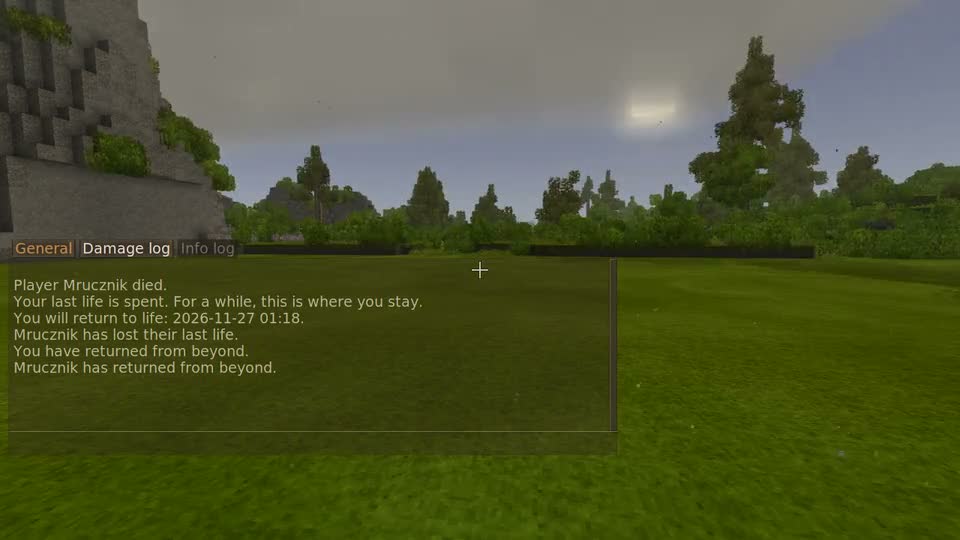 General Damage log Info log
Player Mrucznik died.
Your last life is spent. For a while, this is where you stay.
You will return to life: 2026-11-27 01:18.
Mrucznik has lost their last life.
You have returned from beyond.
Mrucznik has returned from beyond.